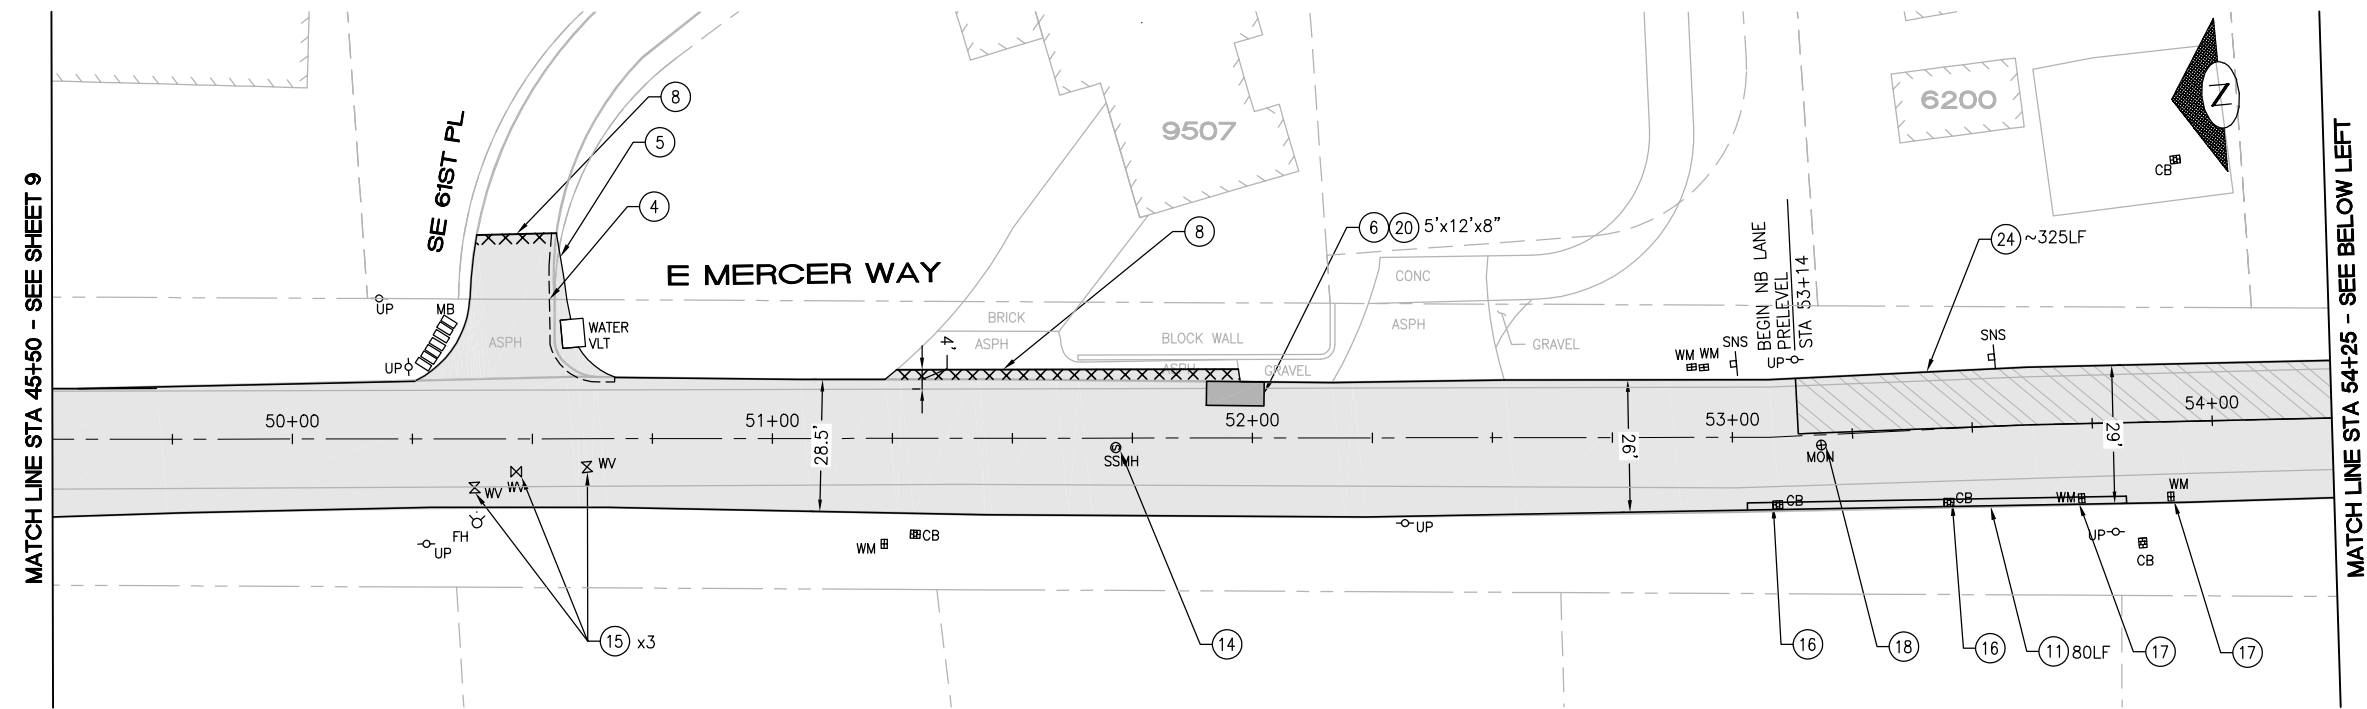 MATCH LINE STA 45+50 - SEE SHEET 9
SE 61ST PL
8
5
4
9507
6200
N
CB
MATCH LINE STA 54+25 - SEE BELOW LEFT
E MERCER WAY
8
6 20 5'x12'x8"
24 ~325LF
BEGIN NB LANE
PRELEVEL
STA 53+14
CONC
UP
MB
WATER
VLT
BRICK
ASPH
ASPH
BLOCK WALL
ASPH
GRAVEL
ASPH
GRAVEL
4'
UP
WM WM
SNS
UP
SNS
50+00
51+00
52+00
53+00
54+00
28.5'
26'
29'
WV
WV
WV
SSMH
MON
CB
CB
WM
WM
FH
UP
WM
CB
UP
UP
CB
15 x3
14
16
18
16
11 80LF
17
17